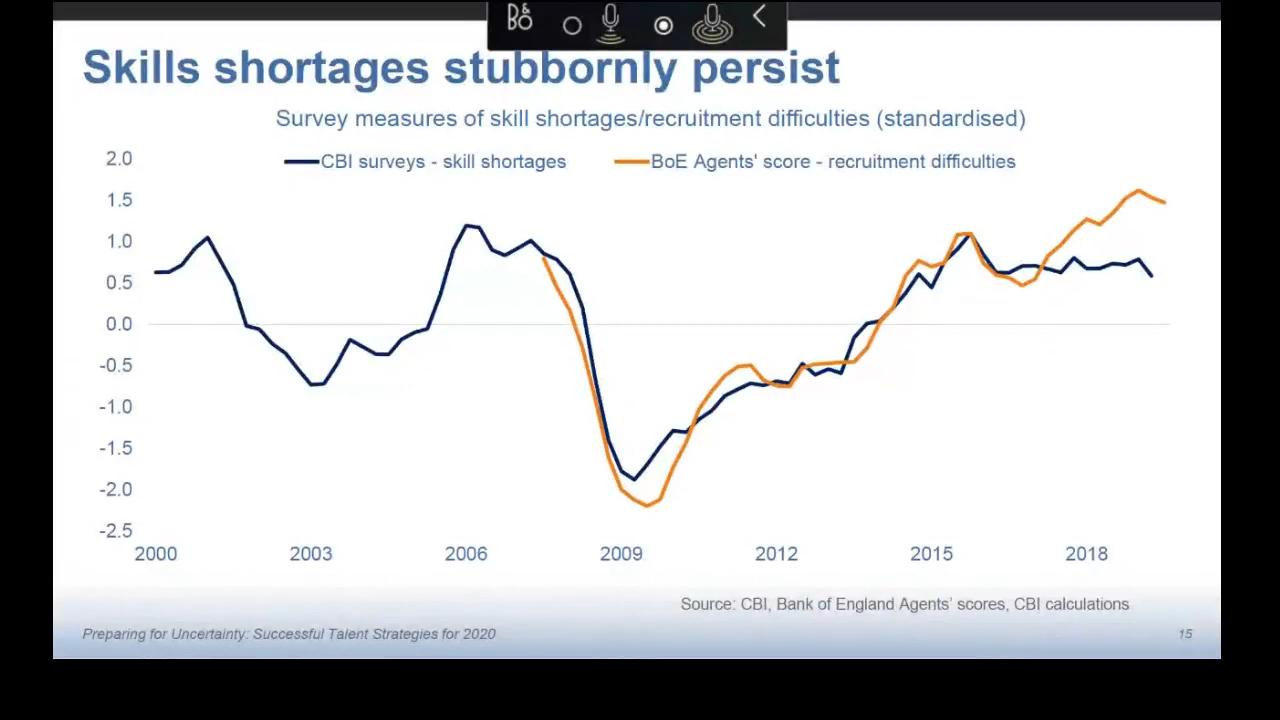 B&O
Skills shortages stubbornly persist
Survey measures of skill shortages/recruitment difficulties (standardised)
CBI surveys - skill shortages
BoE Agents' score - recruitment difficulties
2.0
1.5
1.0
0.5
0.0
-0.5
-1.0
-1.5
-2.0
-2.5
2000 2003 2006 2009 2012 2015 2018
Source: CBI, Bank of England Agents' scores, CBI calculations
Preparing for Uncertainty: Successful Talent Strategies for 2020
15